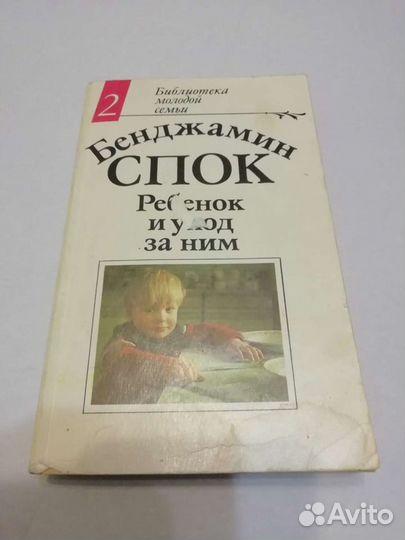 2
Библиотека
молодой
семьи
Бенджамин
СПОК
Ребенок
и уход
за ним
Avito